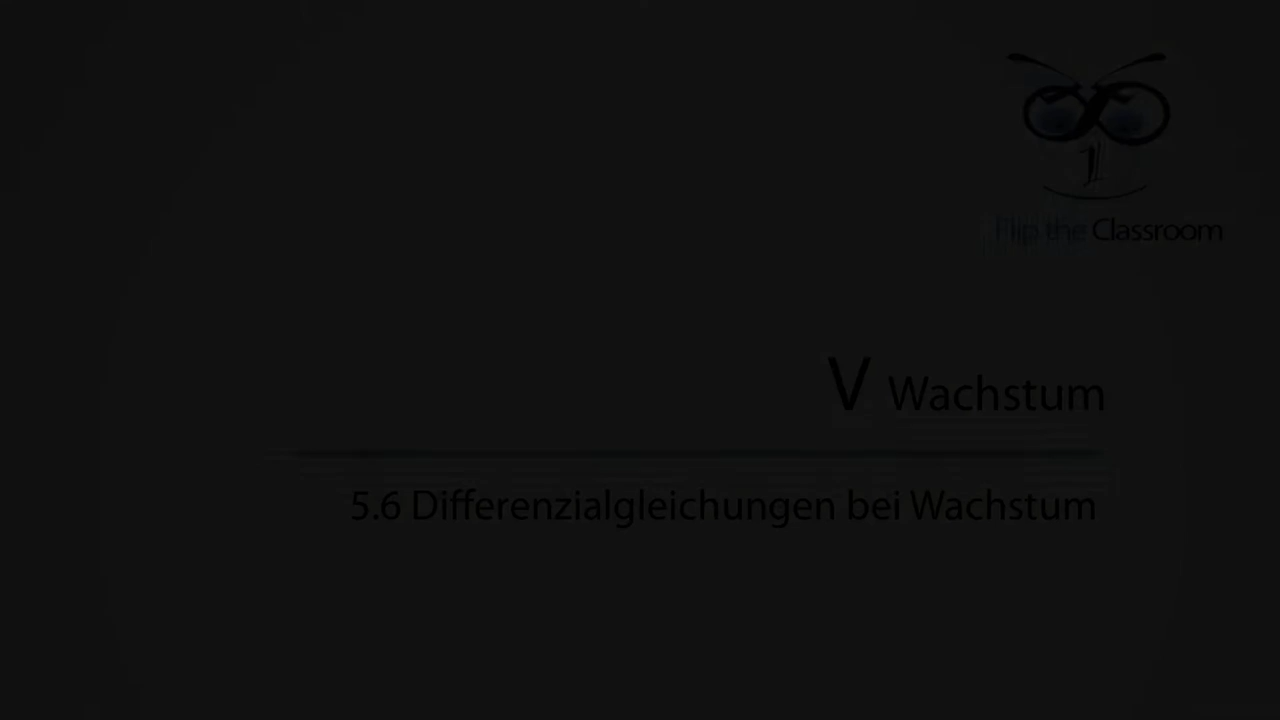 Flip the Classroom
V Wachstum
5.6 Differenzialgleichungen bei Wachstum